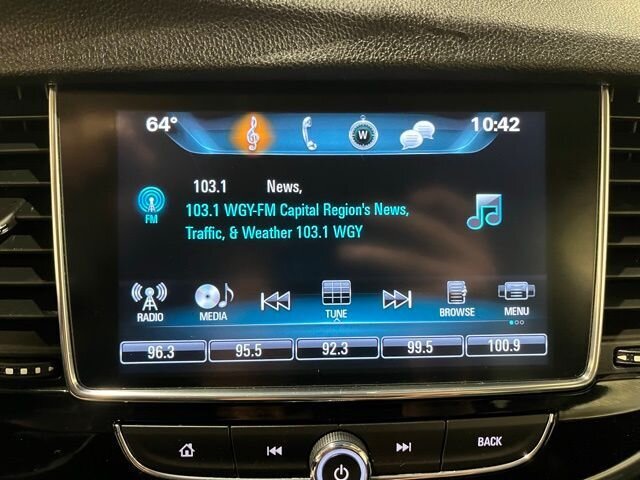 64° W 10:42
103.1 News,
FM 103.1 WGY-FM Capital Region's News,
Traffic, & Weather 103.1 WGY
RADIO MEDIA TUNE BROWSE MENU
96.3 95.5 92.3 99.5 100.9
BACK